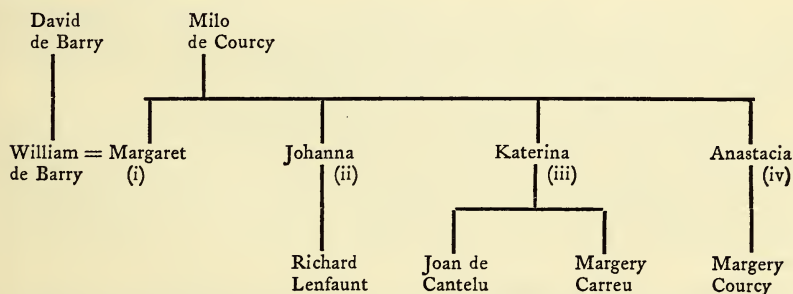 David Milo
de Barry de Courcy
William = Margaret Johanna Katerina Anastacia
de Barry (i) (ii) (iii) (iv)
Richard Joan de Margery Margery
Lenfaunt Cantelu Carreu Courcy